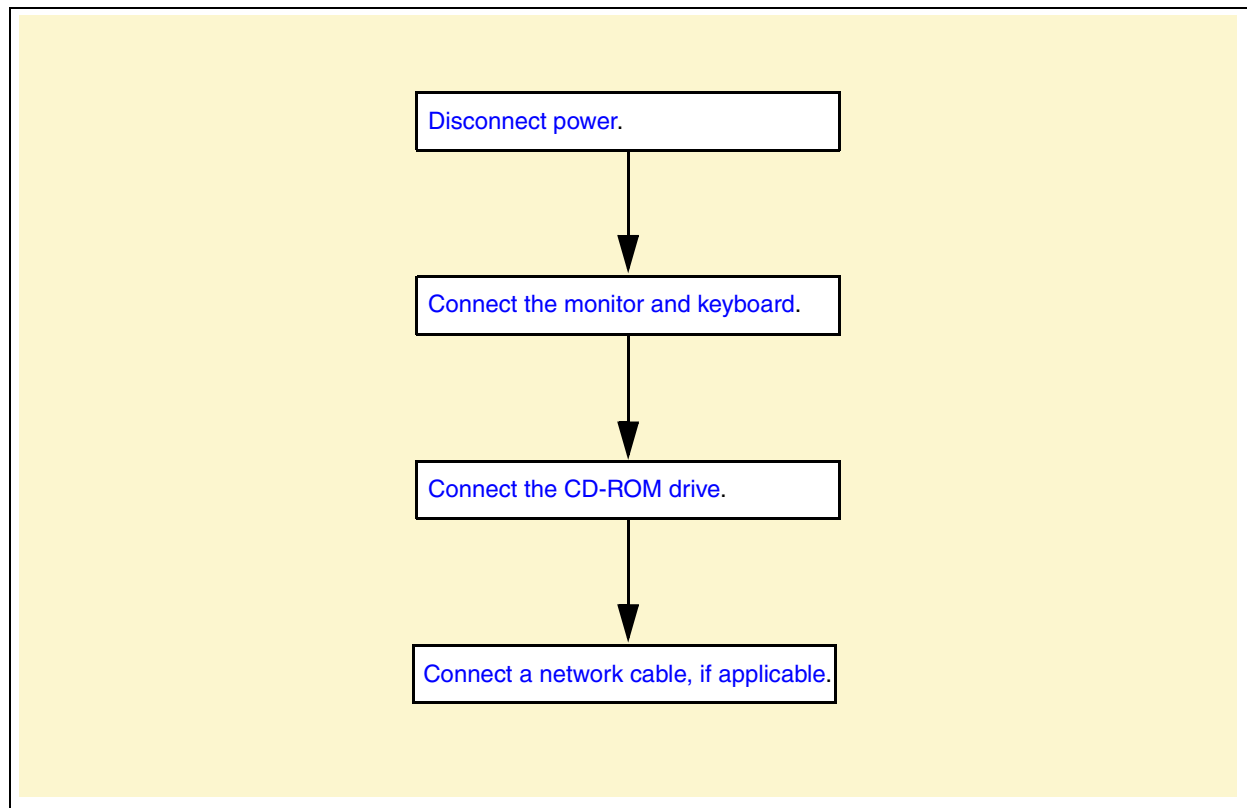 Disconnect power.
Connect the monitor and keyboard.
Connect the CD-ROM drive.
Connect a network cable, if applicable.